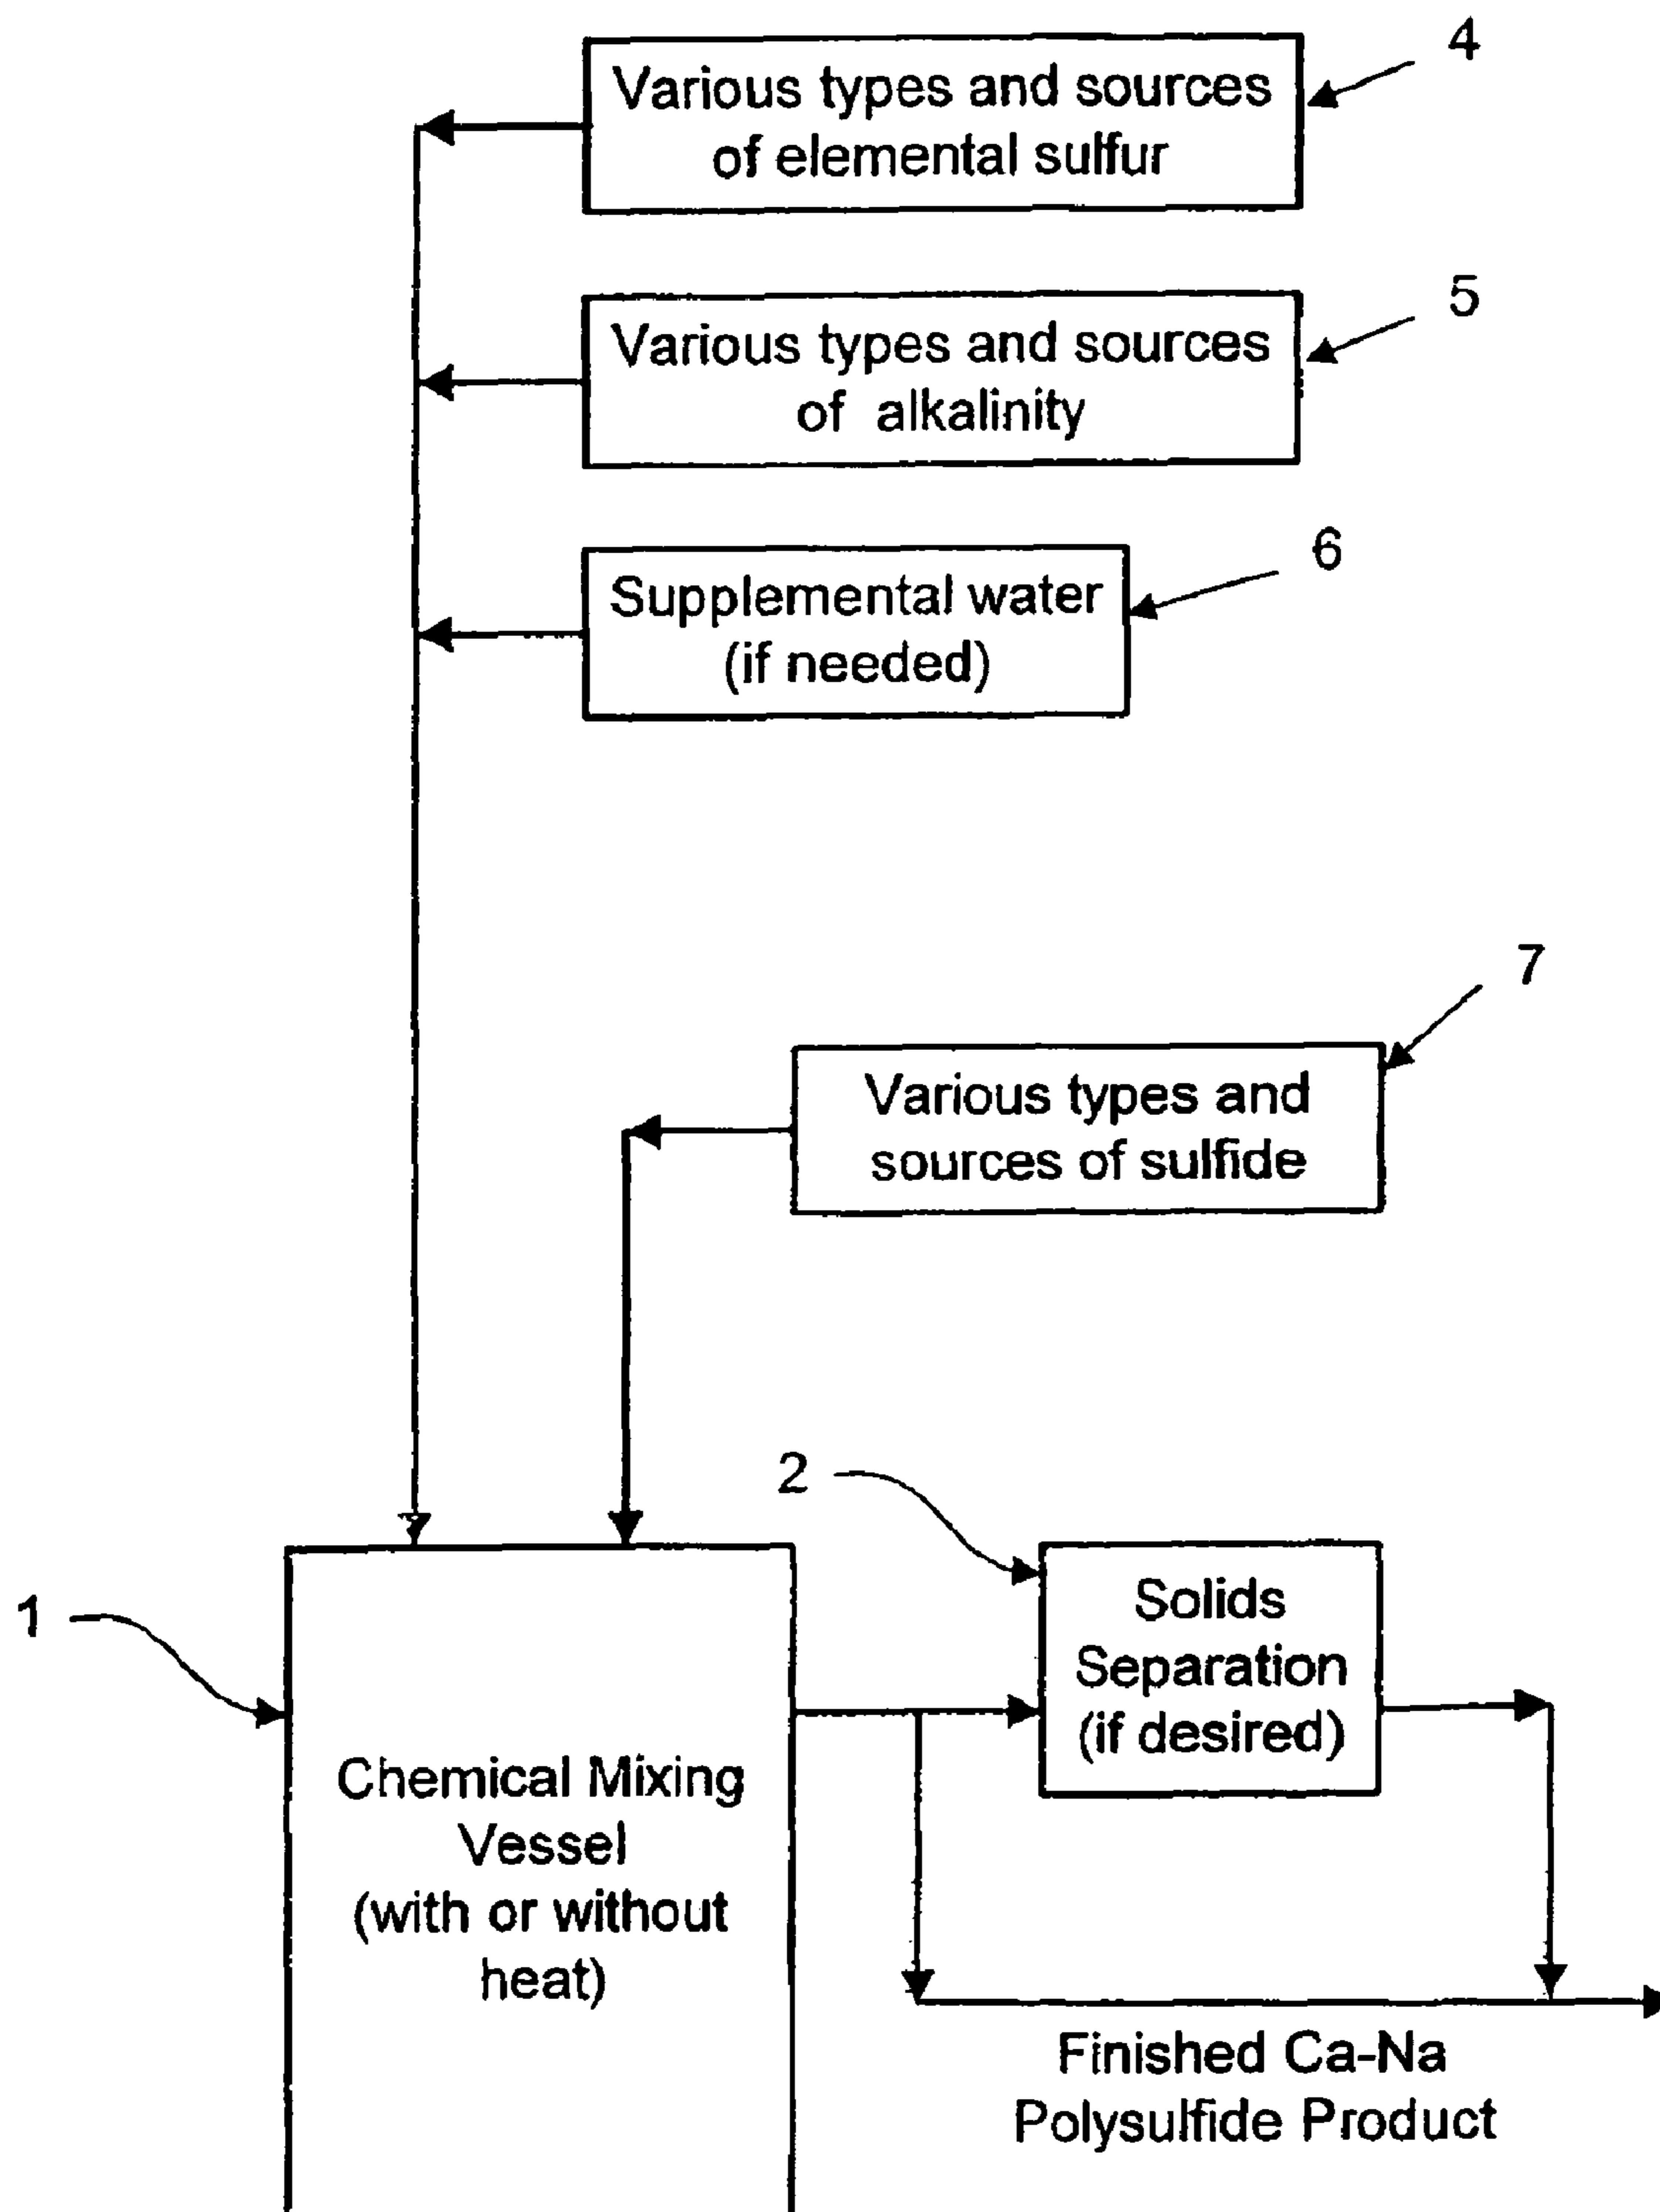 4
Various types and sources
of elemental sulfur
5
Various types and sources
of alkalinity
6
Supplemental water
(if needed)
7
Various types and
sources of sulfide
2
Solids
Separation
(if desired)
1
Chemical Mixing
Vessel
(with or without
heat)
Finished Ca-Na
Polysulfide Product